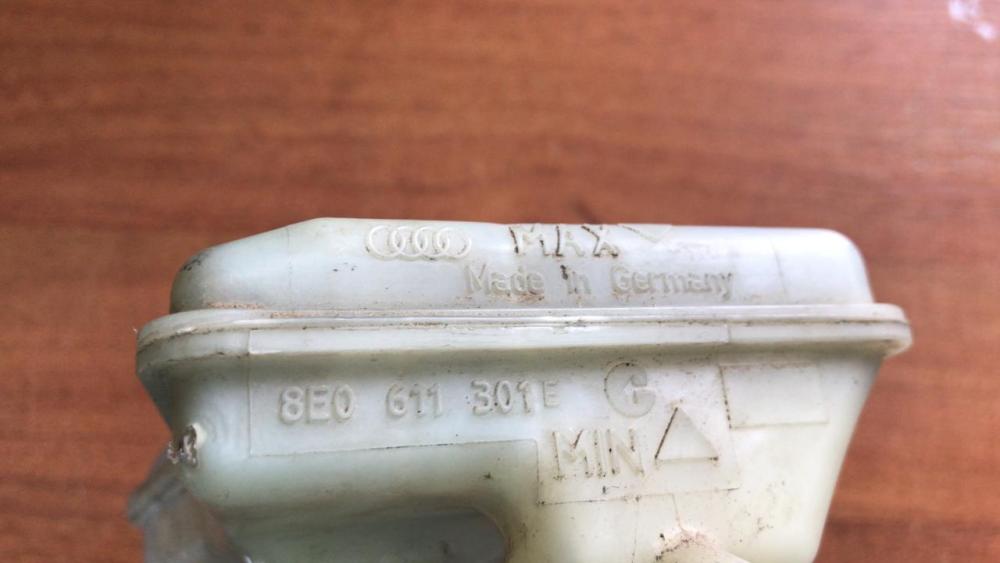 MAX
Made in Germany
8E0 611 301 E
MIN